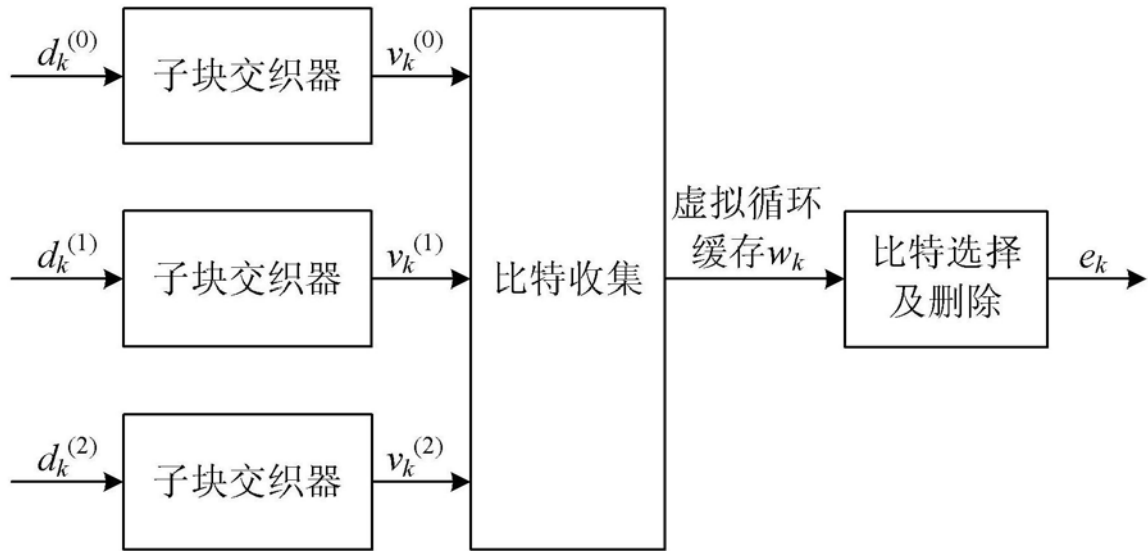 d_k^(0)
子块交织器
v_k^(0)
d_k^(1)
子块交织器
v_k^(1)
d_k^(2)
子块交织器
v_k^(2)
比特收集
虚拟循环
缓存w_k
比特选择
及删除
e_k